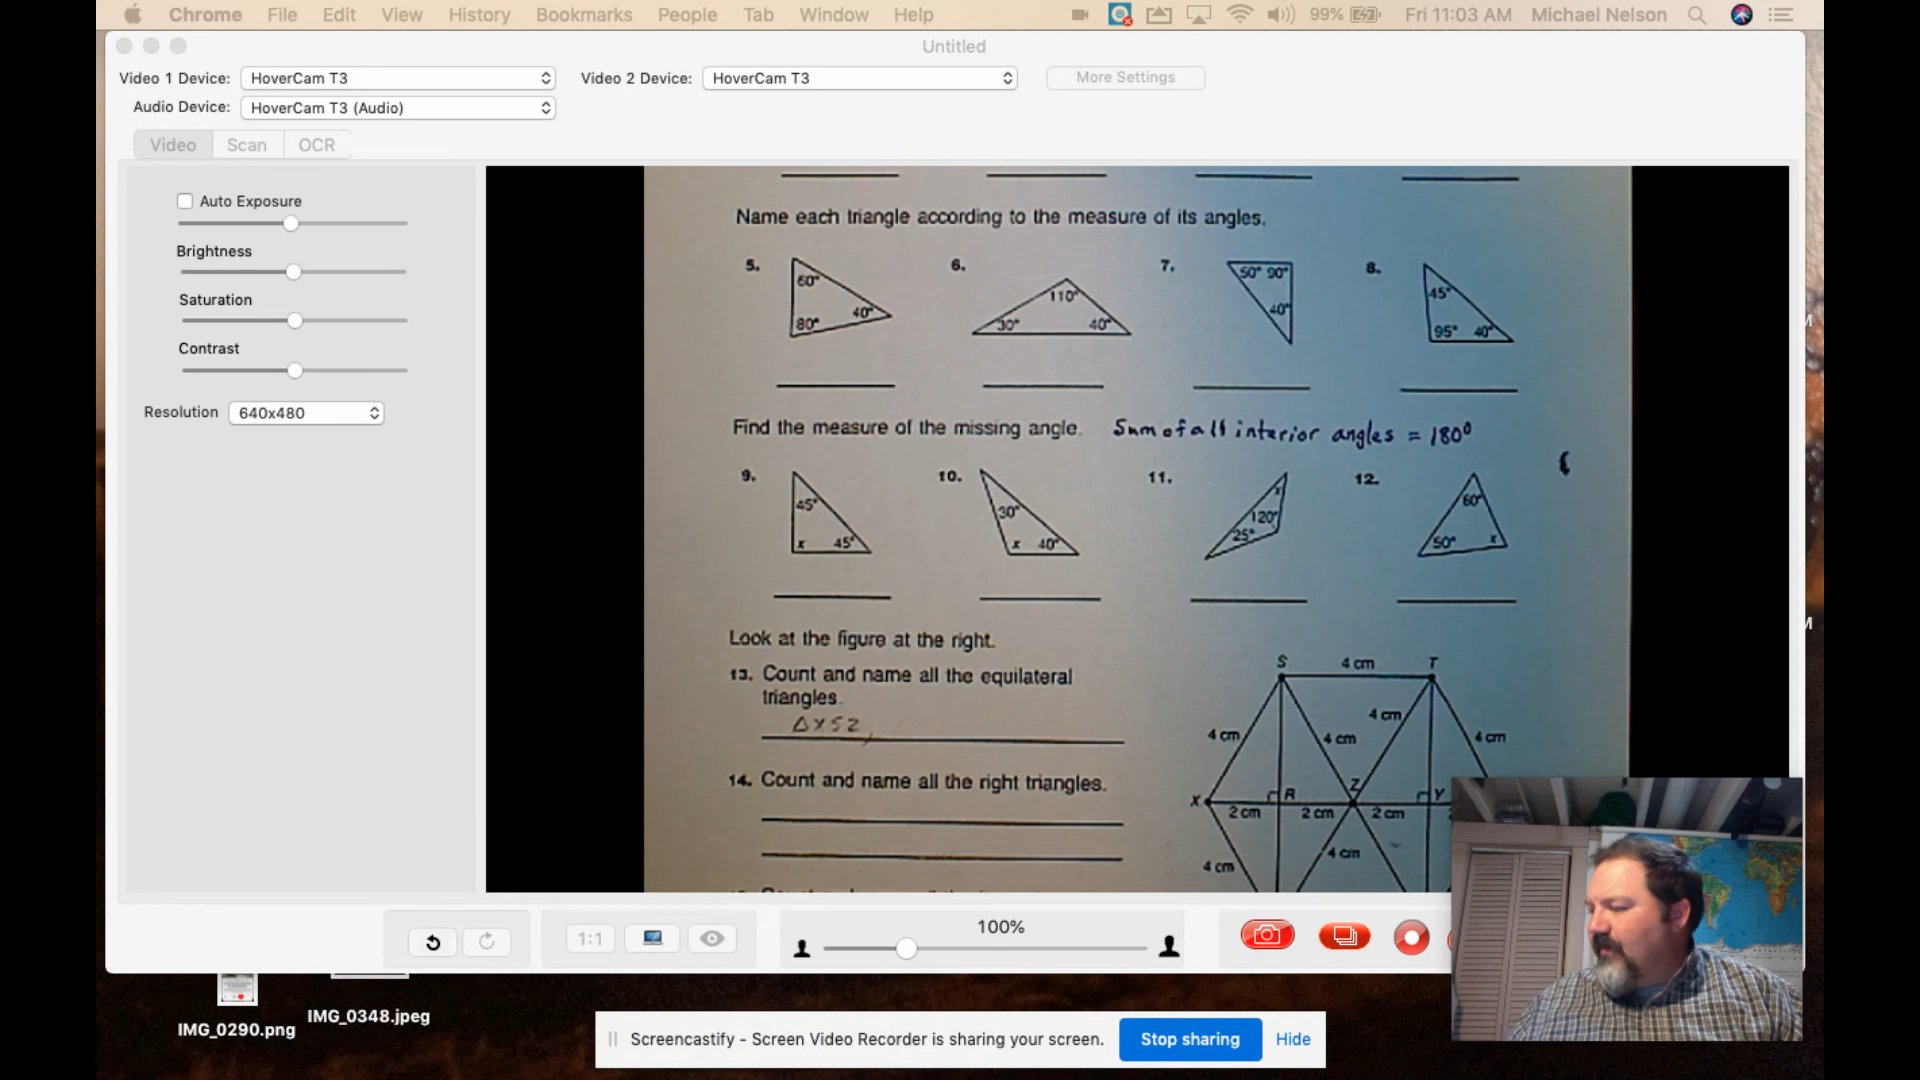 Chrome File Edit View History Bookmarks People Tab Window Help 99% Fri 11:03 AM Michael Nelson
Untitled
Video 1 Device: HoverCam T3 Video 2 Device: HoverCam T3 More Settings
Audio Device: HoverCam T3 (Audio)
Video Scan OCR
Auto Exposure
Brightness
Saturation
Contrast
Resolution 640x480
Name each triangle according to the measure of its angles.
5. 6. 7. 8.
60° 80° 40°
110° 30° 40°
50° 90° 40°
45° 95° 40°
Find the measure of the missing angle. Sum of all interior angles = 180°
9. 10. 11. 12.
45° x 45°
30° x 40°
x 120° 25°
60° 50° x
Look at the figure at the right.
13. Count and name all the equilateral
triangles.
Δ X S Z,
14. Count and name all the right triangles.
S 4 cm T
4 cm
4 cm 4 cm 4 cm
X R Z Y
2 cm 2 cm 2 cm
4 cm
4 cm
1:1
100%
IMG_0290.png
IMG_0348.jpeg
Screencastify - Screen Video Recorder is sharing your screen. Stop sharing Hide